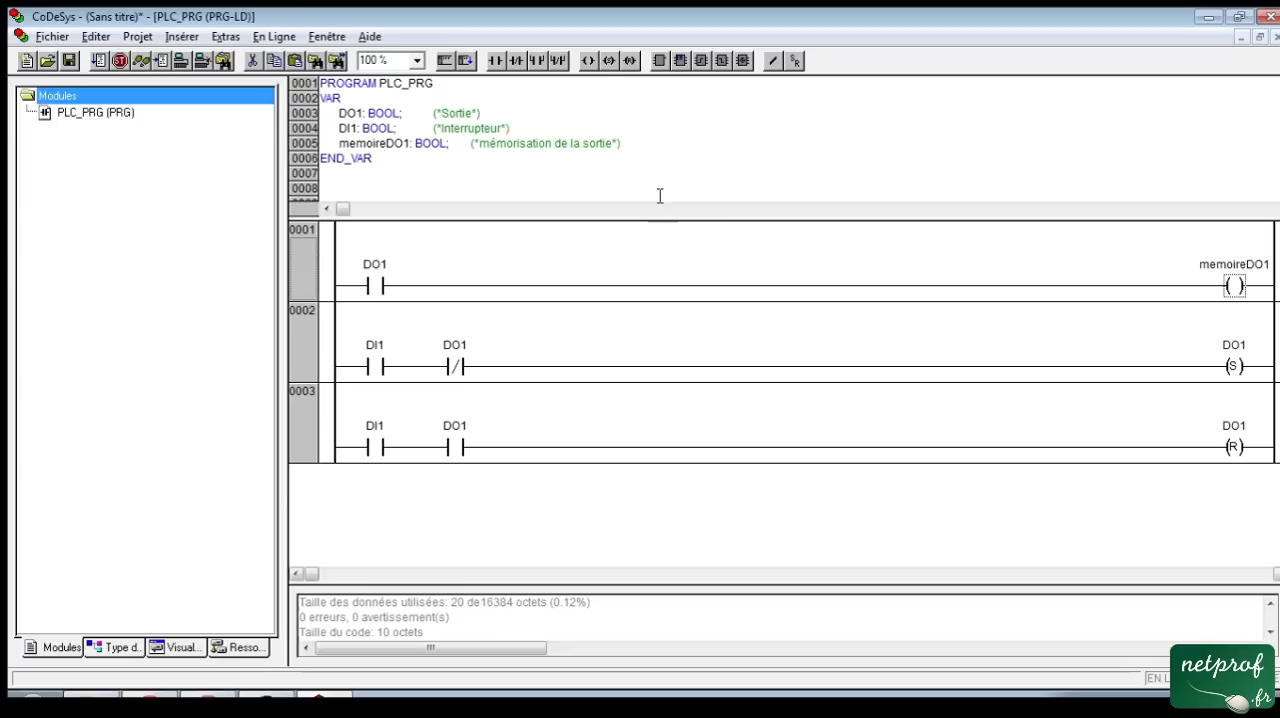 CoDeSys - (Sans titre)* - [PLC_PRG (PRG-LD)]
Fichier Editer Projet Insérer Extras En Ligne Fenêtre Aide
100 %
Modules
PLC_PRG (PRG)
0001 PROGRAM PLC_PRG
0002 VAR
0003 DO1: BOOL; (*Sortie*)
0004 DI1: BOOL; (*Interrupteur*)
0005 memoireDO1: BOOL; (*mémorisation de la sortie*)
0006 END_VAR
0007
0008
0001
DO1 memoireDO1
0002
DI1 DO1 DO1
S
0003
DI1 DO1 DO1
R
Taille des données utilisées: 20 de16384 octets (0.12%)
0 erreurs, 0 avertissement(s)
Taille du code: 10 octets
Modules Type d.. Visual... Resso...
EN L
netprof
.fr